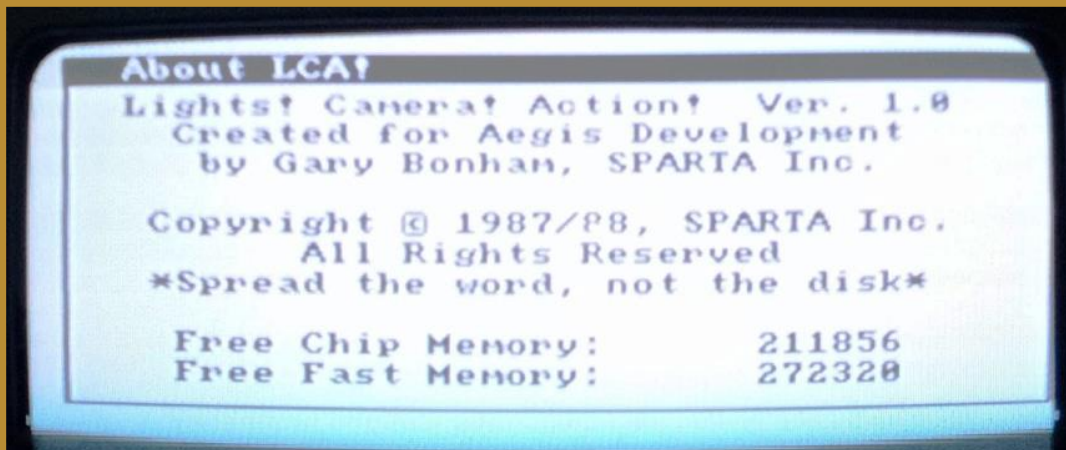 About LCA!
Lights! Camera! Action! Ver. 1.0
Created for Aegis Development
by Gary Bonham, SPARTA Inc.
Copyright © 1987/88, SPARTA Inc.
All Rights Reserved
*Spread the word, not the disk*
Free Chip Memory: 211856
Free Fast Memory: 272320